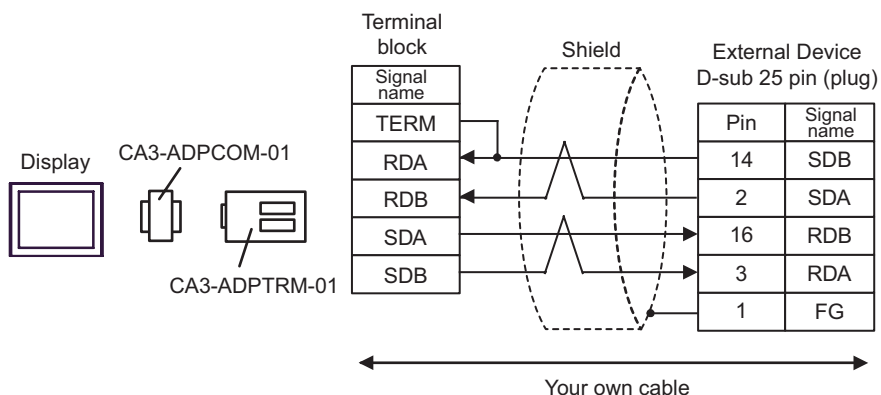 Terminal
block
Shield
External Device
D-sub 25 pin (plug)
Signal
name
TERM
RDA
RDB
SDA
SDB
Pin
Signal
name
14 SDB
2 SDA
16 RDB
3 RDA
1 FG
Display
CA3-ADPCOM-01
CA3-ADPTRM-01
Your own cable